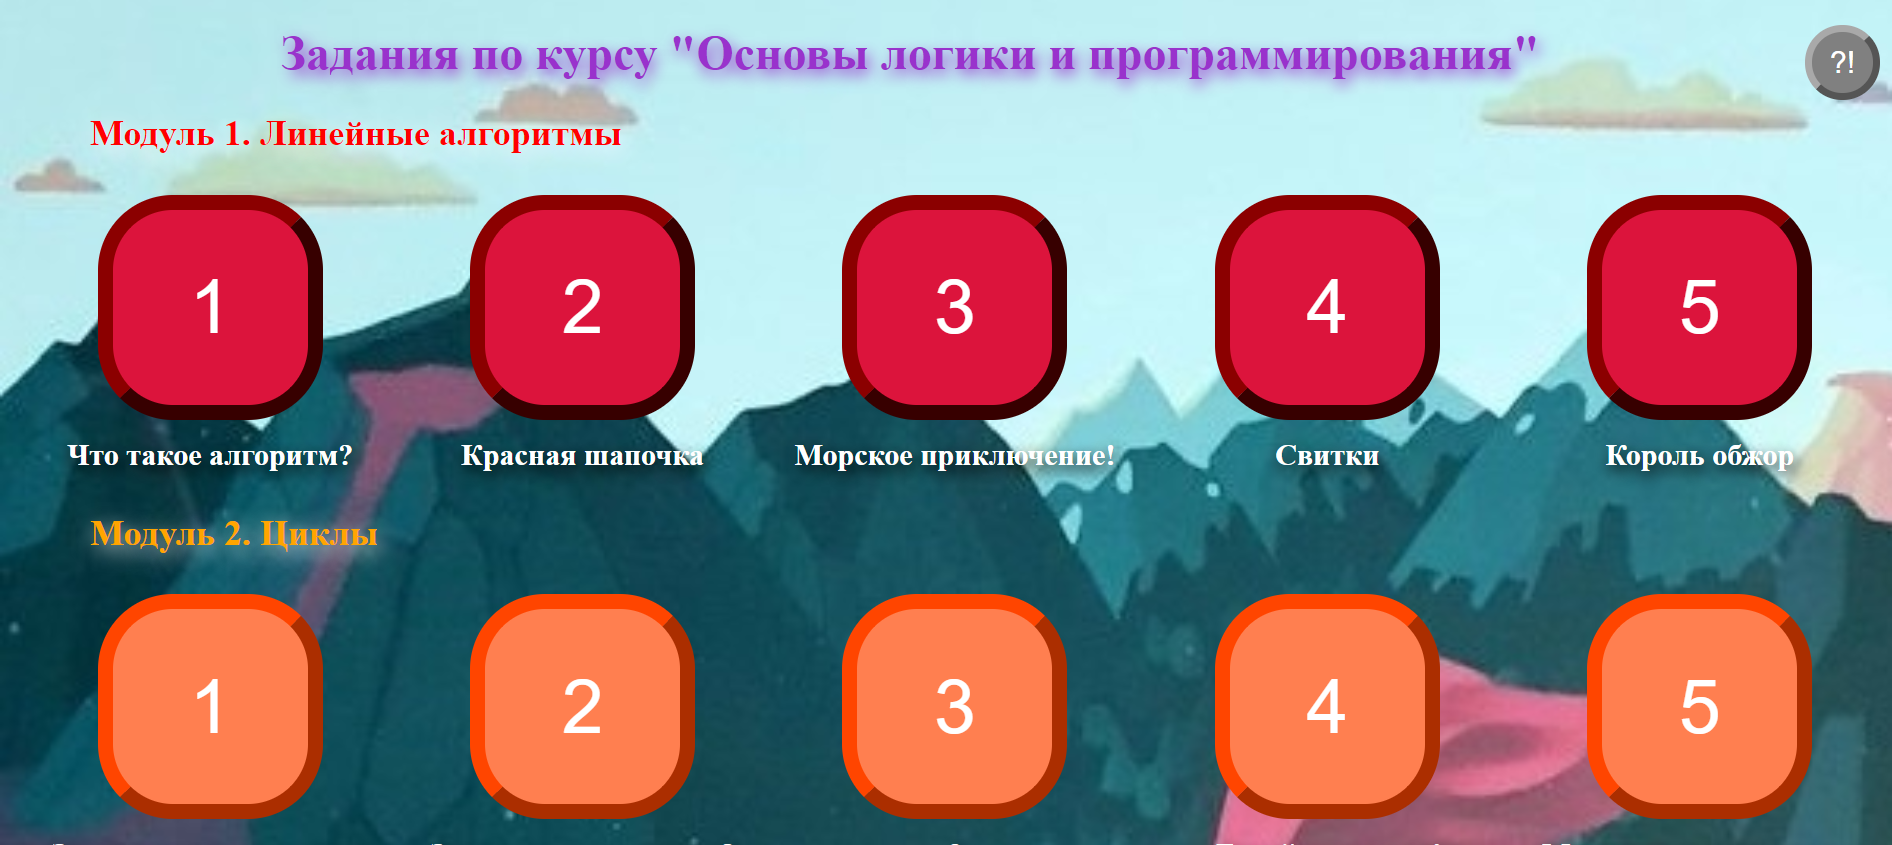 Задания по курсу "Основы логики и программирования"
?!
Модуль 1. Линейные алгоритмы
1 2 3 4 5
Что такое алгоритм? Красная шапочка Морское приключение! Свитки Король обжор
Модуль 2. Циклы
1 2 3 4 5